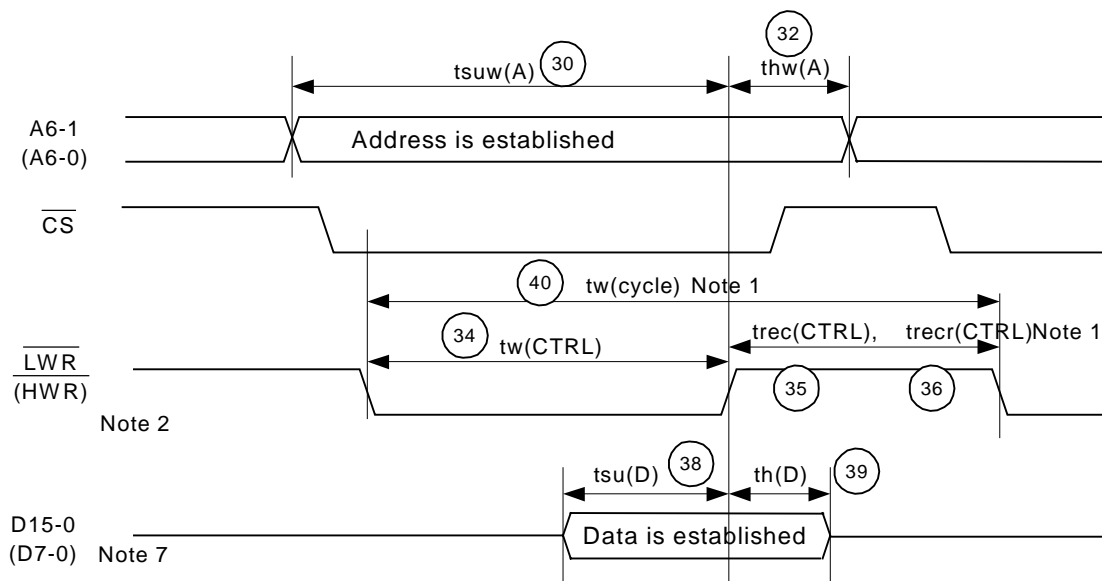 32
tsuw(A) 30 thw(A)
A6-1
(A6-0)
Address is established
CS
40 tw(cycle) Note 1
34 tw(CTRL) trec(CTRL), trecr(CTRL)Note 1
LWR
(HWR)
35 36
Note 2
tsu(D) 38 th(D) 39
D15-0
(D7-0) Note 7
Data is established